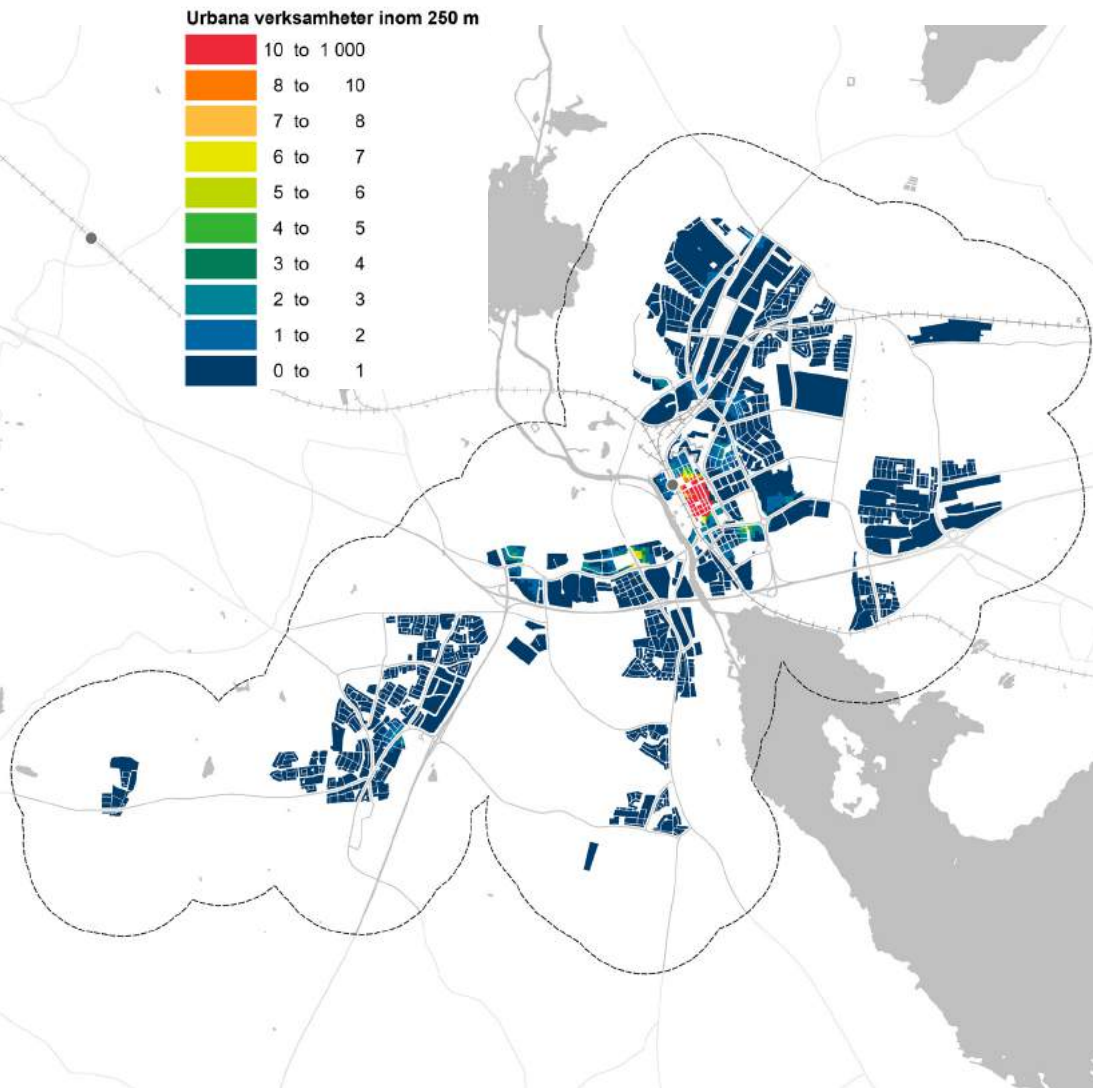 Urbana verksamheter inom 250 m
10 to 1 000
8 to 10
7 to 8
6 to 7
5 to 6
4 to 5
3 to 4
2 to 3
1 to 2
0 to 1